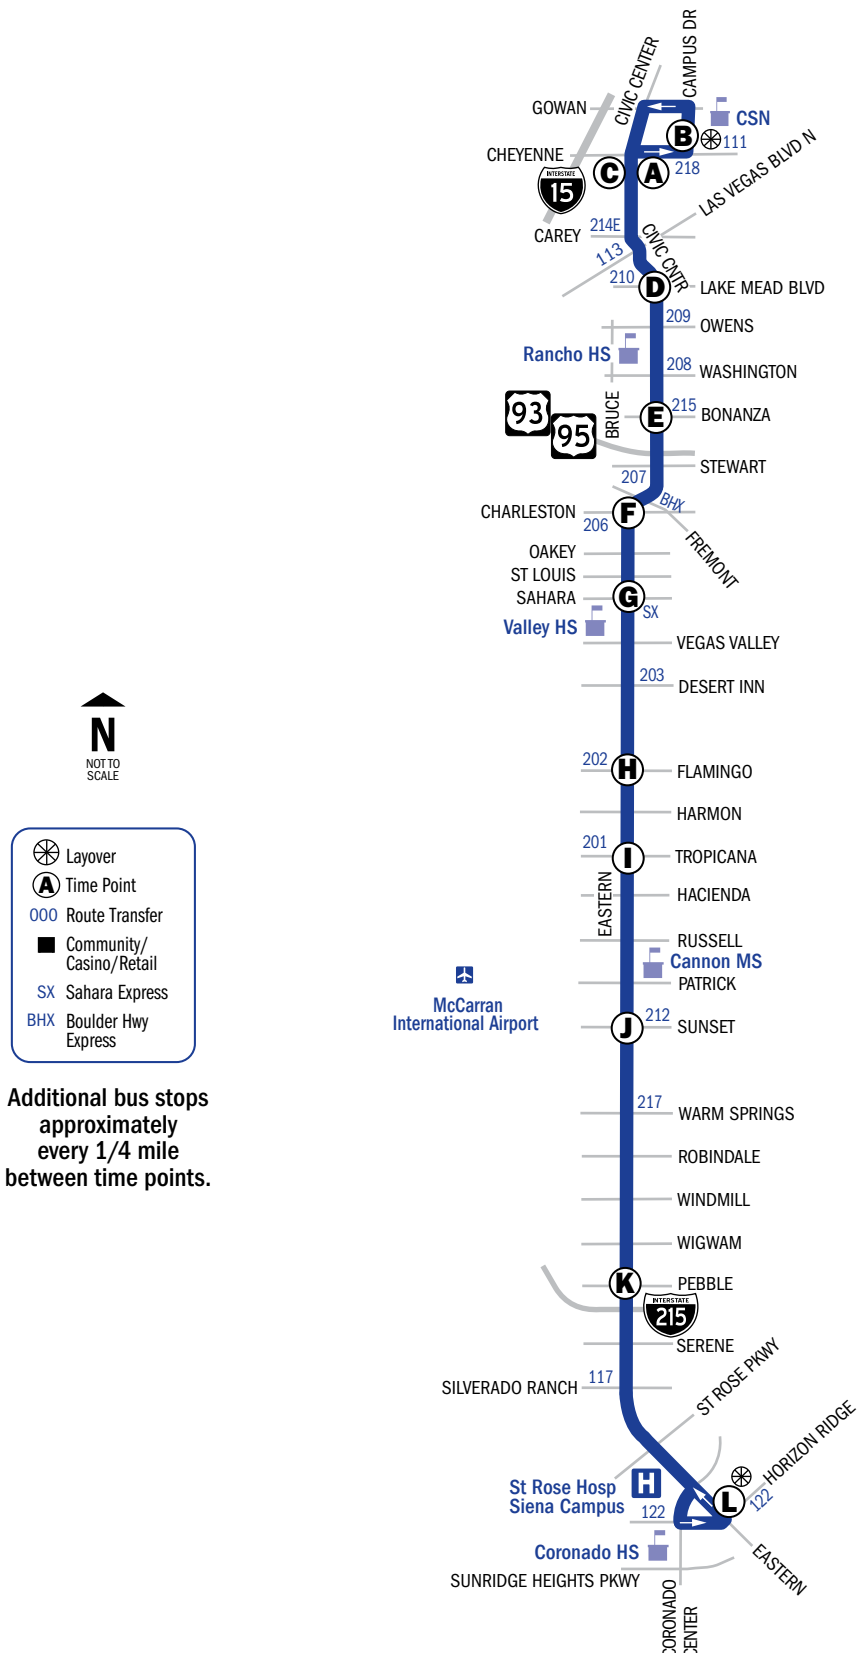 CIVIC CENTER
CAMPUS DR
GOWAN
CSN
B
111
CHEYENNE
C
A
218
INTERSTATE
15
LAS VEGAS BLVD N
CAREY
214E
113
CIVIC CNTR
210
D
LAKE MEAD BLVD
209
OWENS
Rancho HS
208
WASHINGTON
93
BRUCE
E
215
BONANZA
95
STEWART
207
BHX
CHARLESTON
206
F
FREMONT
OAKEY
ST LOUIS
SAHARA
G
SX
Valley HS
VEGAS VALLEY
203
DESERT INN
N
NOT TO
SCALE
202
H
FLAMINGO
HARMON
201
I
TROPICANA
EASTERN
HACIENDA
RUSSELL
Cannon MS
PATRICK
McCarran
International Airport
J
212
SUNSET
Layover
A Time Point
000 Route Transfer
Community/
Casino/Retail
SX Sahara Express
BHX Boulder Hwy
Express
Additional bus stops
approximately
every 1/4 mile
between time points.
217
WARM SPRINGS
ROBINDALE
WINDMILL
WIGWAM
K
PEBBLE
INTERSTATE
215
SERENE
117
SILVERADO RANCH
ST ROSE PKWY
HORIZON RIDGE
St Rose Hosp
Siena Campus
H
122
L
122
Coronado HS
EASTERN
SUNRIDGE HEIGHTS PKWY
CORONADO
CENTER